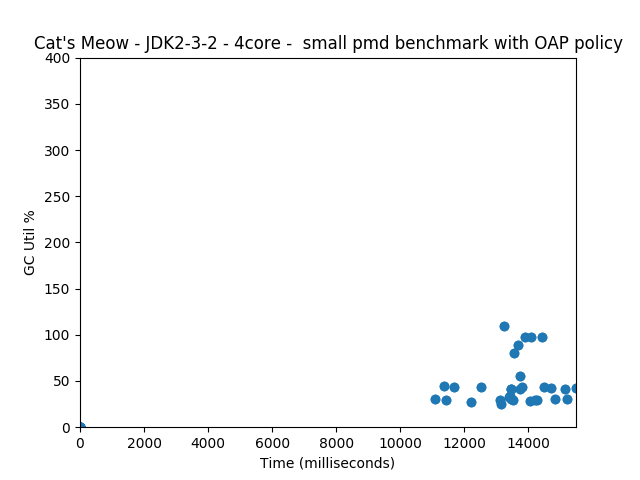 Cat's Meow - JDK2-3-2 - 4core -  small pmd benchmark with OAP policy
400
350
300
250
200
150
100
50
0
GC Util %
0 2000 4000 6000 8000 10000 12000 14000
Time (milliseconds)